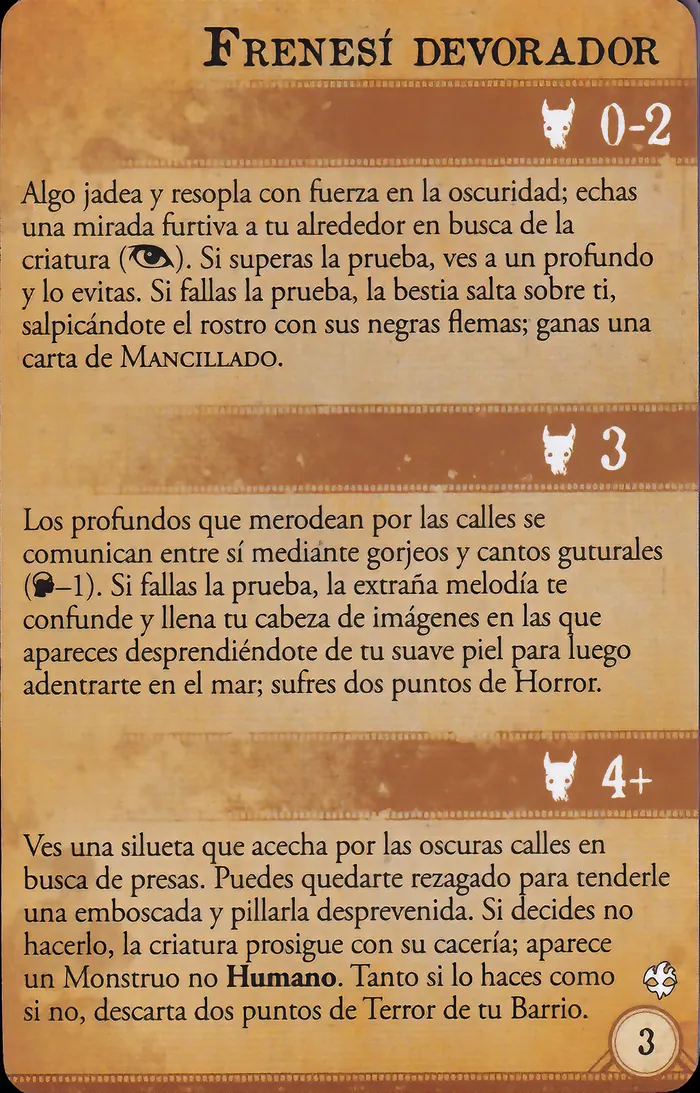 Frenesí devorador
0-2
Algo jadea y resopla con fuerza en la oscuridad; echas
una mirada furtiva a tu alrededor en busca de la
criatura (). Si superas la prueba, ves a un profundo
y lo evitas. Si fallas la prueba, la bestia salta sobre ti,
salpicándote el rostro con sus negras flemas; ganas una
carta de Mancillado.
3
Los profundos que merodean por las calles se
comunican entre sí mediante gorjeos y cantos guturales
(–1). Si fallas la prueba, la extraña melodía te
confunde y llena tu cabeza de imágenes en las que
apareces desprendiéndote de tu suave piel para luego
adentrarte en el mar; sufres dos puntos de Horror.
4+
Ves una silueta que acecha por las oscuras calles en
busca de presas. Puedes quedarte rezagado para tenderle
una emboscada y pillarla desprevenida. Si decides no
hacerlo, la criatura prosigue con su cacería; aparece
un Monstruo no Humano. Tanto si lo haces como
si no, descarta dos puntos de Terror de tu Barrio.
3